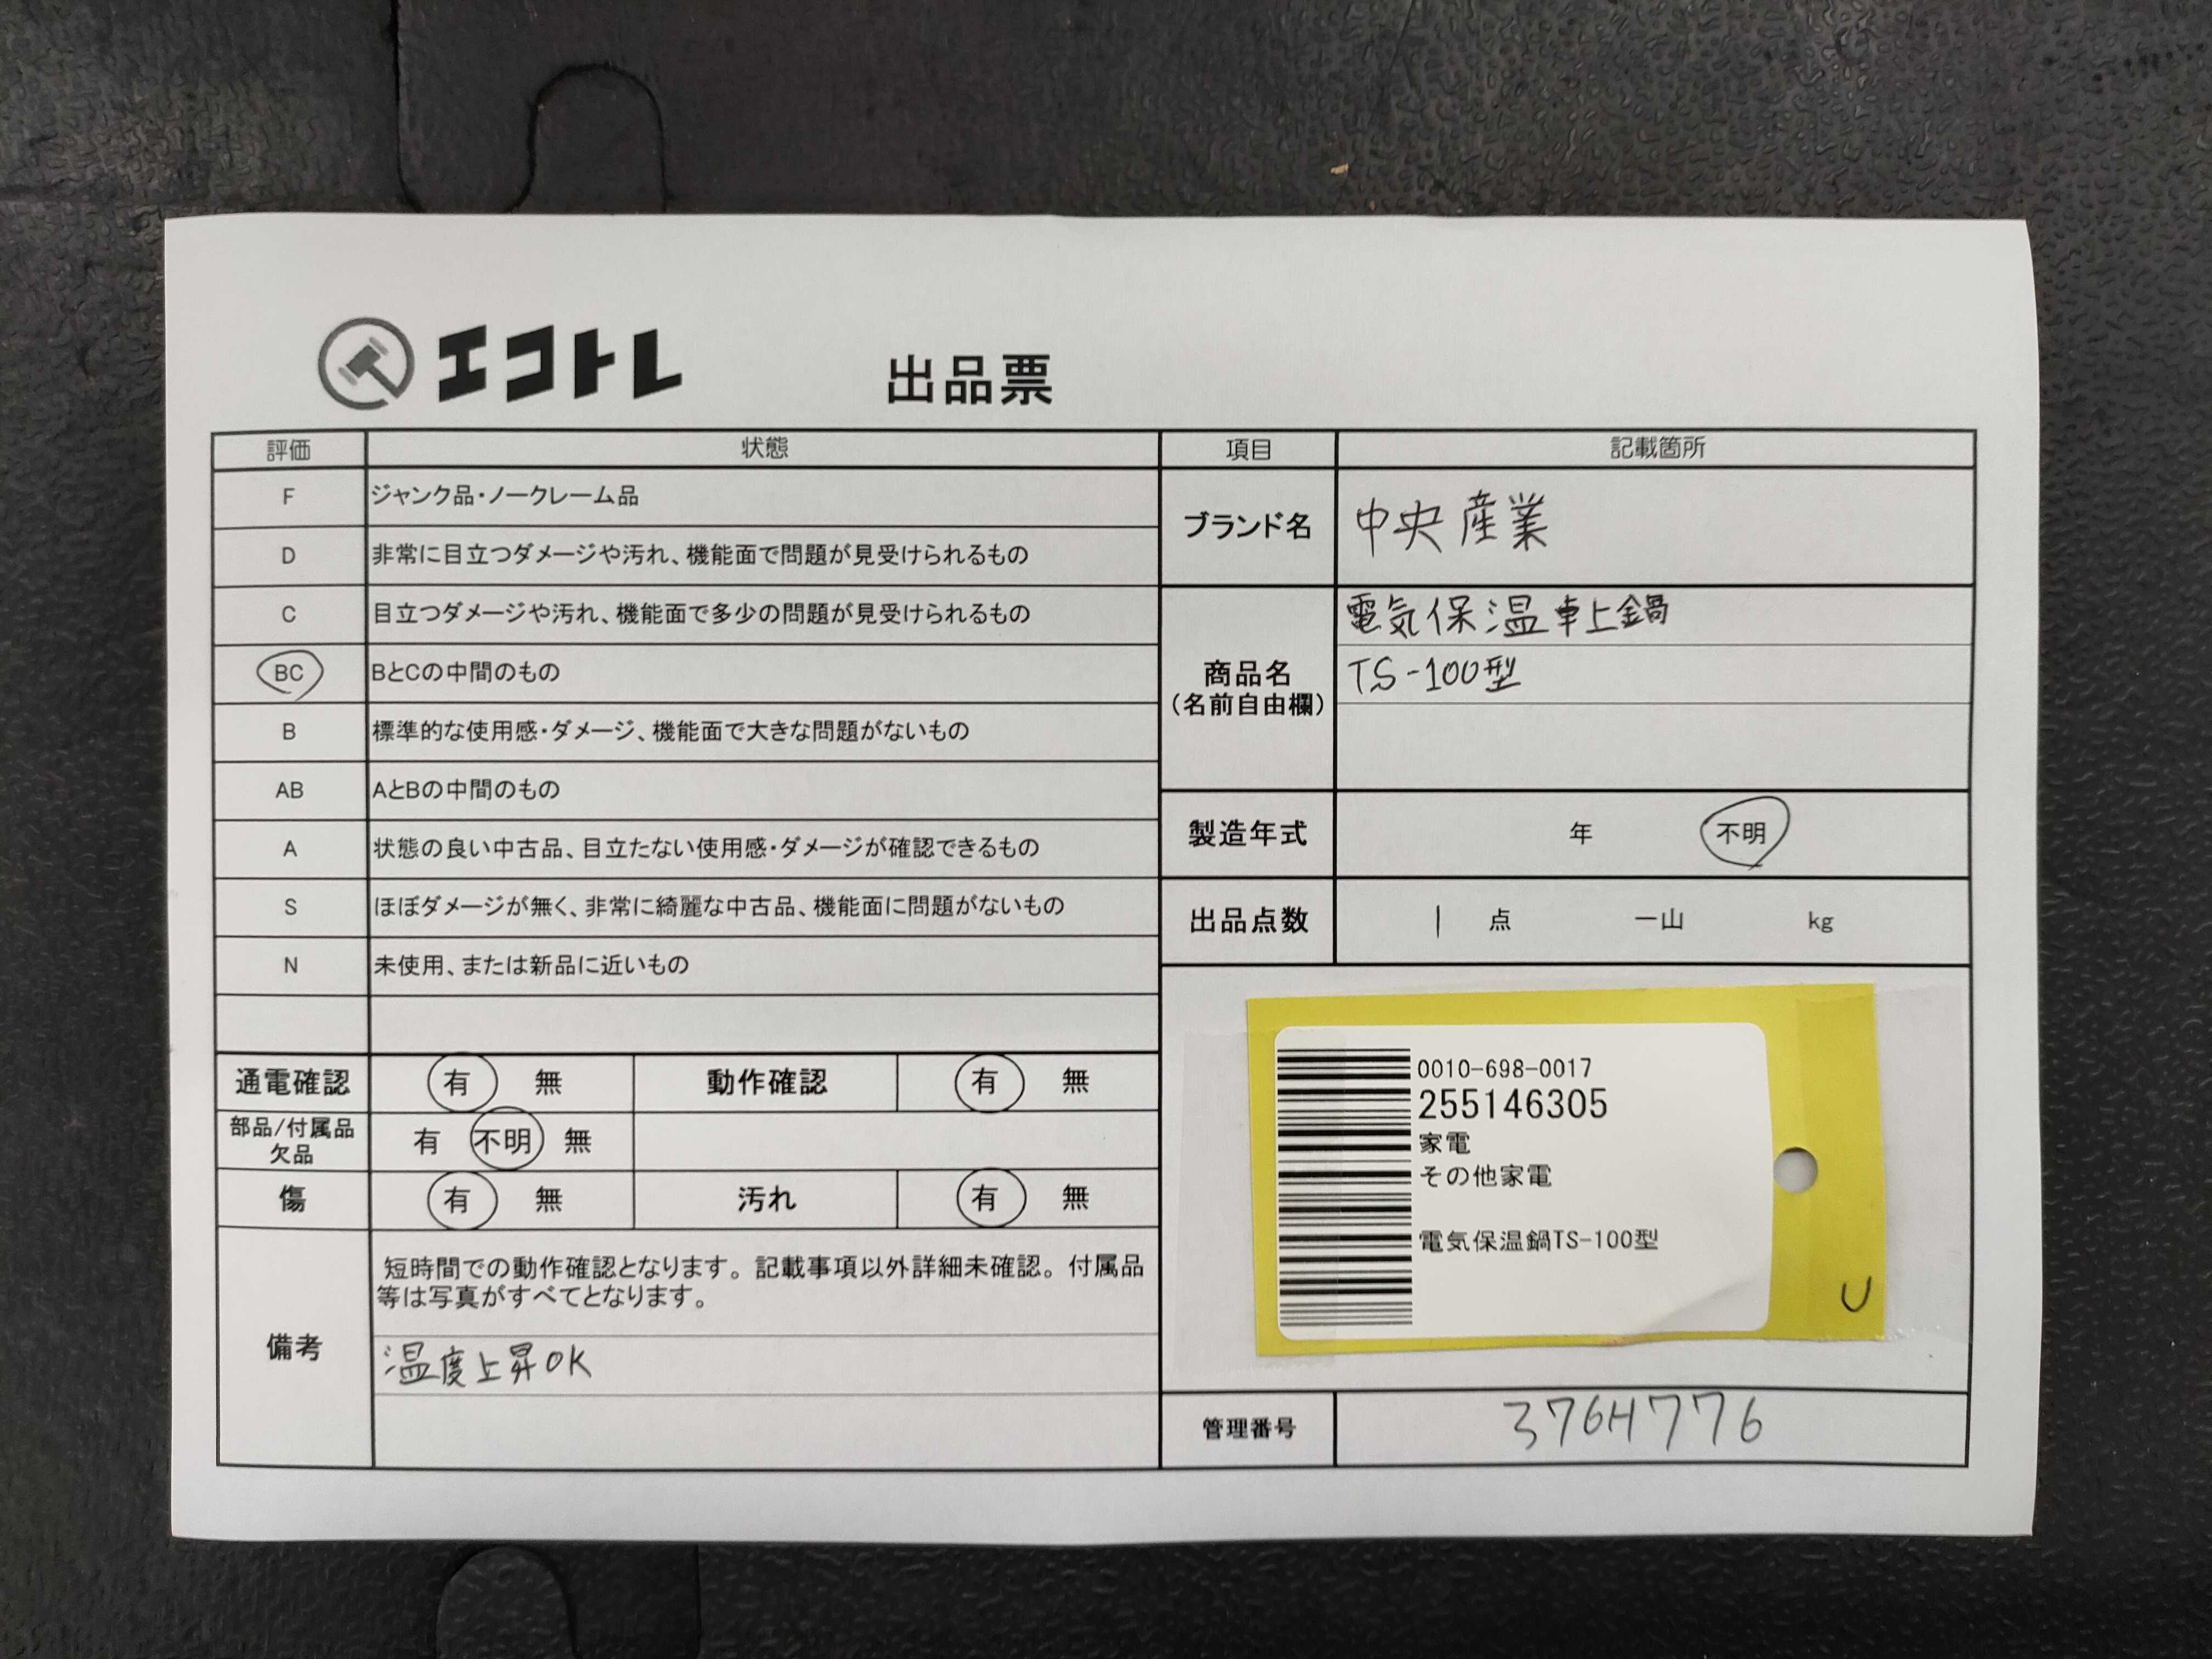 エコトレ 出品票
評価 状態 項目 記載箇所
F ジャンク品・ノークレーム品
D 非常に目立つダメージや汚れ、機能面で問題が見受けられるもの
C 目立つダメージや汚れ、機能面で多少の問題が見受けられるもの
BC BとCの中間のもの
B 標準的な使用感・ダメージ、機能面で大きな問題がないもの
AB AとBの中間のもの
A 状態の良い中古品、目立たない使用感・ダメージが確認できるもの
S ほぼダメージが無く、非常に綺麗な中古品、機能面に問題がないもの
N 未使用、または新品に近いもの
通電確認 有 無 動作確認 有 無
部品/付属品
欠品
有 不明 無
傷 有 無 汚れ 有 無
備考
短時間での動作確認となります。記載事項以外詳細未確認。付属品
等は写真がすべてとなります。
温度上昇OK
ブランド名 中央産業
商品名
(名前自由欄)
電気保温卓上鍋
TS-100型
製造年式 年 不明
出品点数 1 点 一山 kg
0010-698-0017
255146305
家電
その他家電
電気保温鍋TS-100型
U
管理番号 376H776